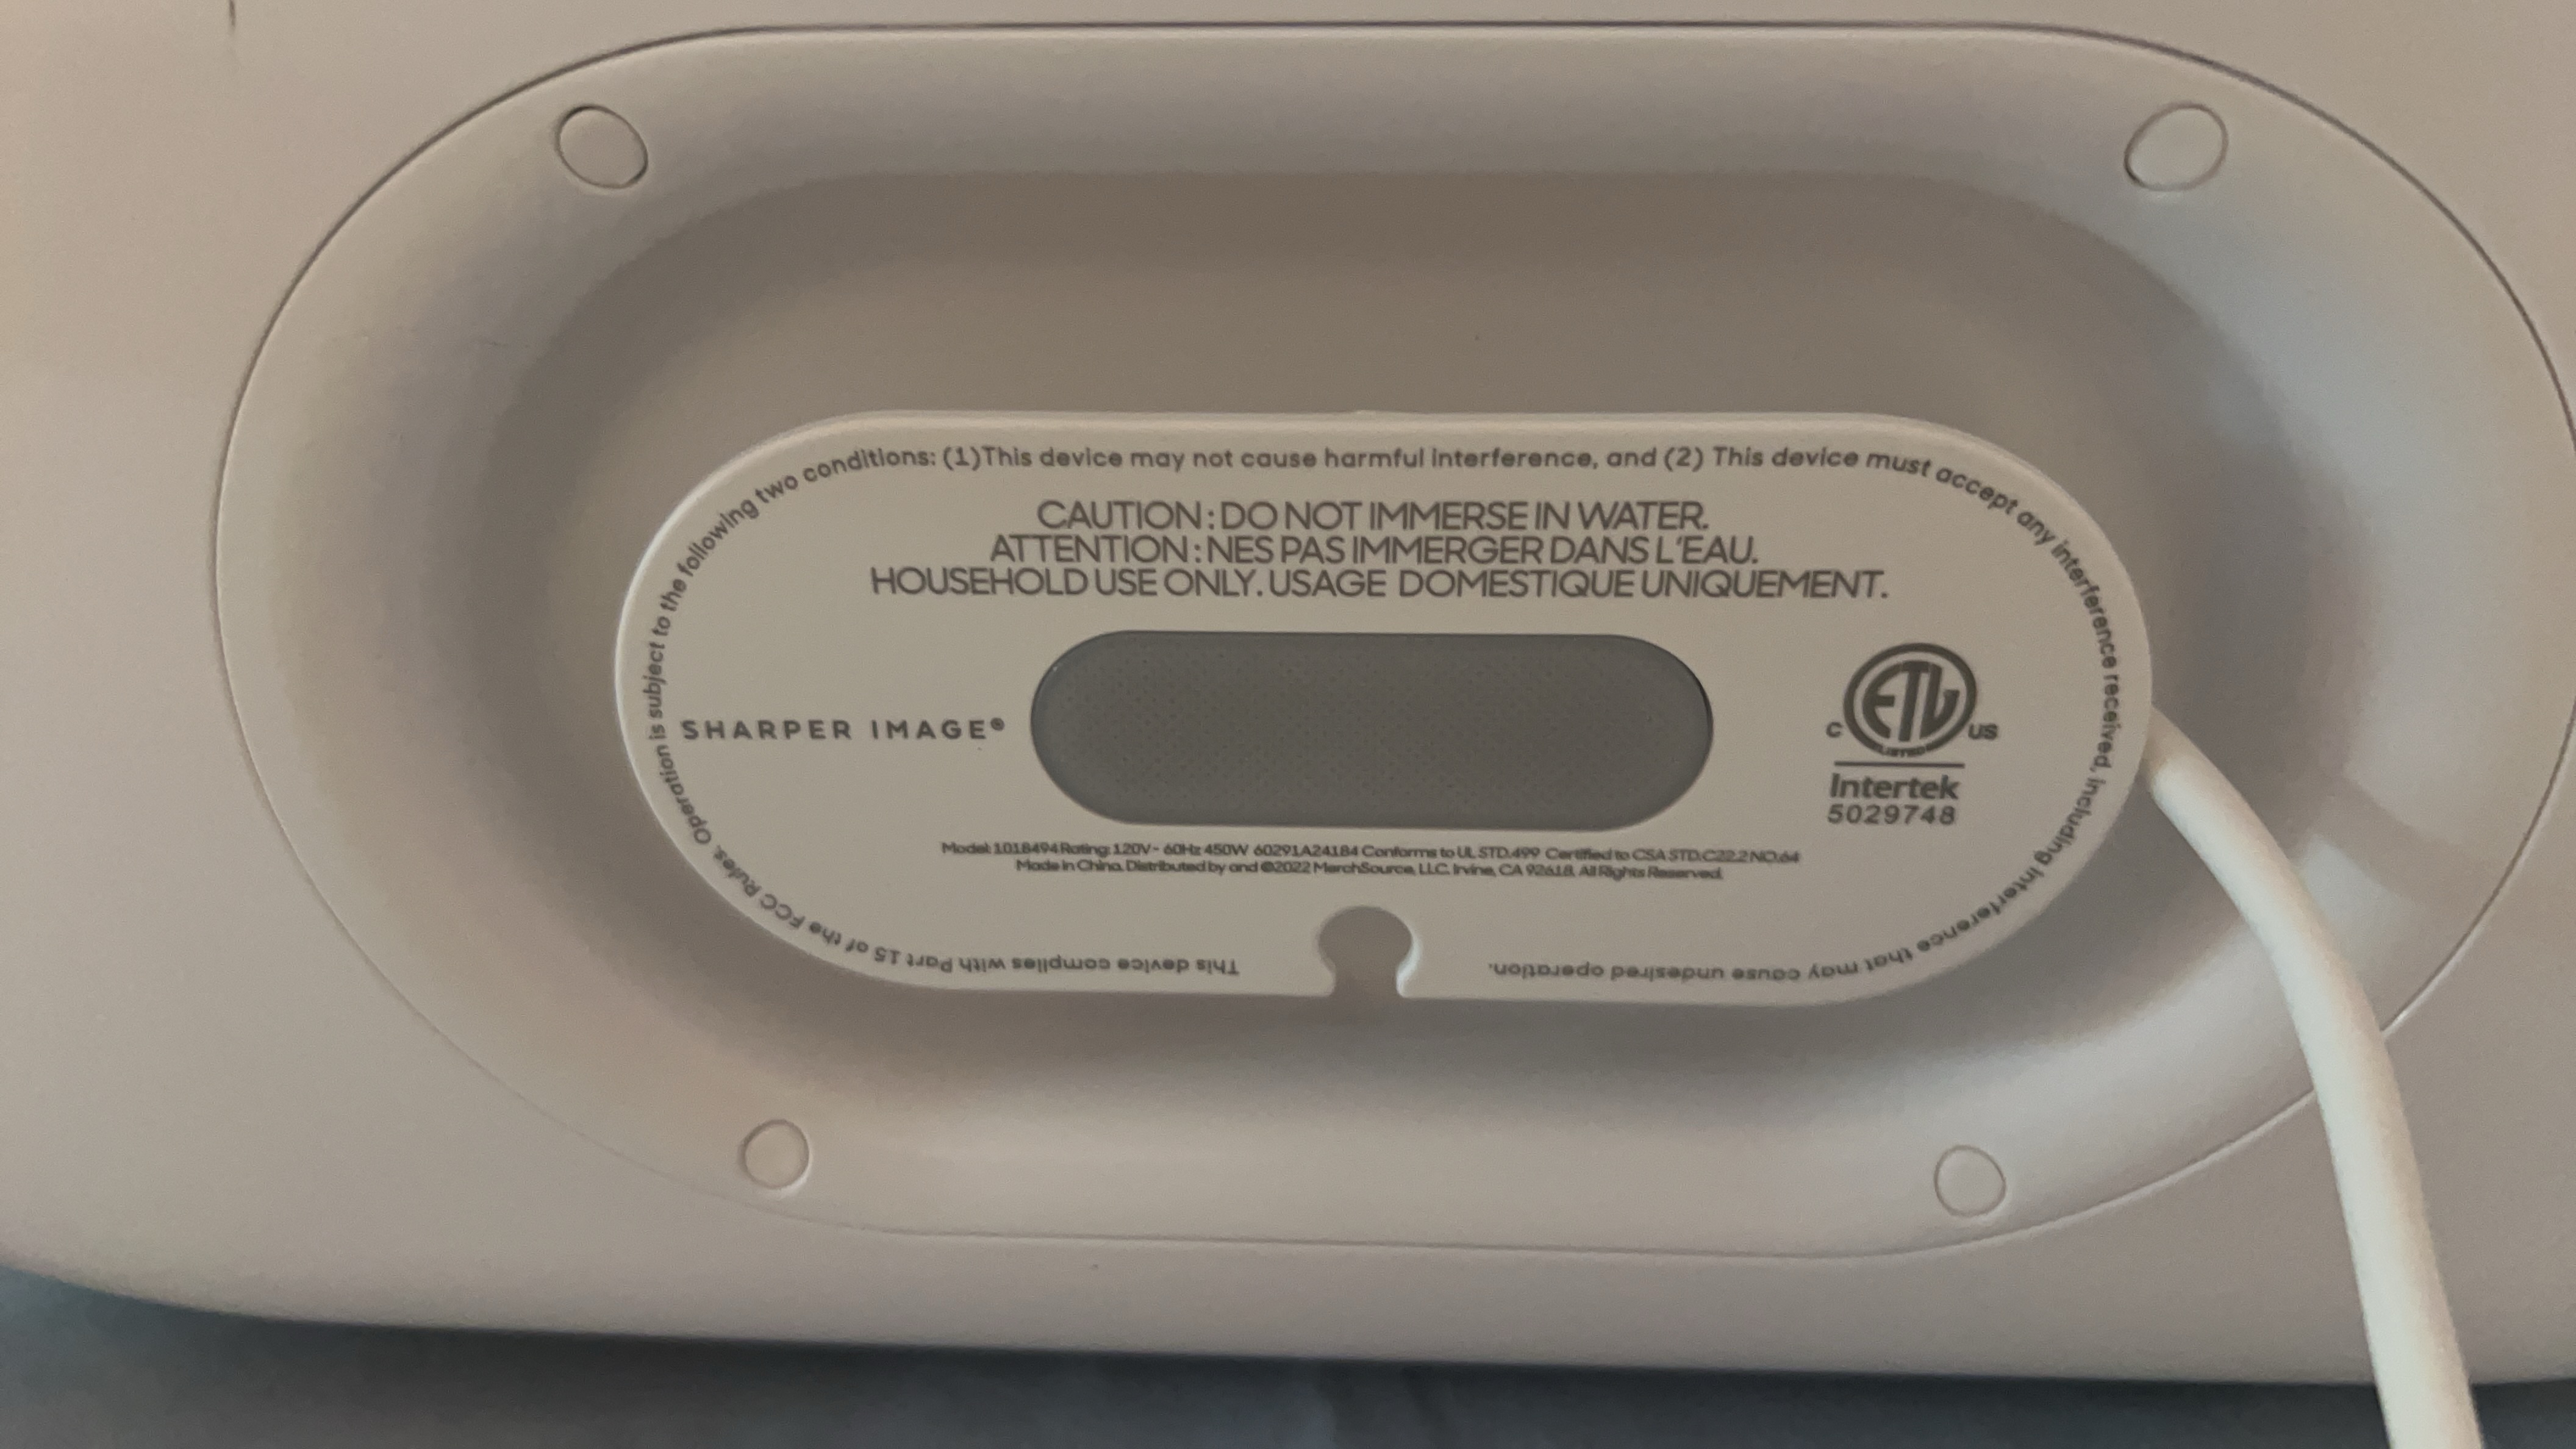 This device complies with Part 15 of the FCC Rules. Operation is subject to the following two conditions: (1)This device may not cause harmful interference, and (2) This device must accept any interference received, including interference that may cause undesired operation.
CAUTION : DO NOT IMMERSE IN WATER.
ATTENTION : NES PAS IMMERGER DANS L'EAU.
HOUSEHOLD USE ONLY. USAGE DOMESTIQUE UNIQUEMENT.
SHARPER IMAGE®
C ETL US
LISTED
Intertek
5029748
Model: 1018494 Rating: 120V~ 60Hz 450W 60291A24184 Conforms to UL STD.499 Certified to CSA STD.C22.2 NO.64
Made in China. Distributed by and ©2022 MerchSource, LLC. Irvine, CA 92618. All Rights Reserved.